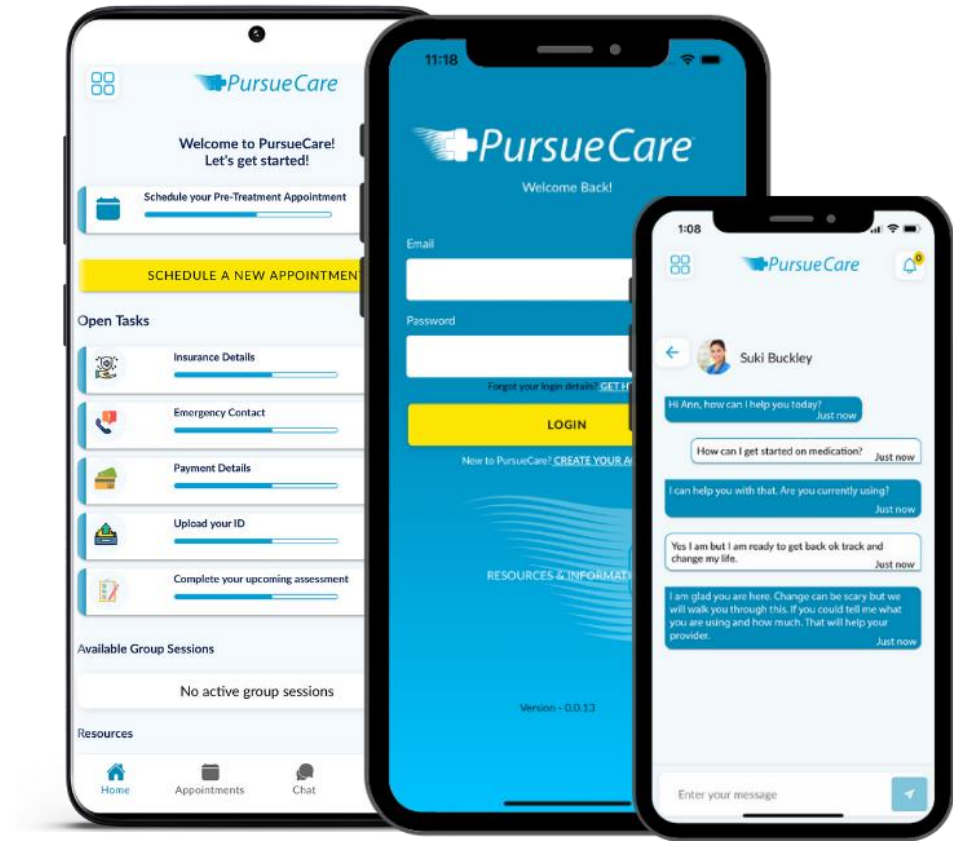 PursueCare
Welcome to PursueCare!
Let's get started!
Schedule your Pre-Treatment Appointment
SCHEDULE A NEW APPOINTMENT
Open Tasks
Insurance Details
Emergency Contact
Payment Details
Upload your ID
Complete your upcoming assessment
Available Group Sessions
No active group sessions
Resources
Home
Appointments
Chat
11:18
PursueCare
Welcome Back!
Email
Password
Forgot your login details? GET H
LOGIN
New to PursueCare? CREATE YOUR A
RESOURCES & INFORMATI
Version - 0.0.13
1:08
PursueCare
0
Suki Buckley
Hi Ann, how can I help you today?
Just now
How can I get started on medication?
Just now
I can help you with that. Are you currently using?
Just now
Yes I am but I am ready to get back ok track and
change my life.
Just now
I am glad you are here. Change can be scary but we
will walk you through this. If you could tell me what
you are using and how much. That will help your
provider.
Just now
Enter your message